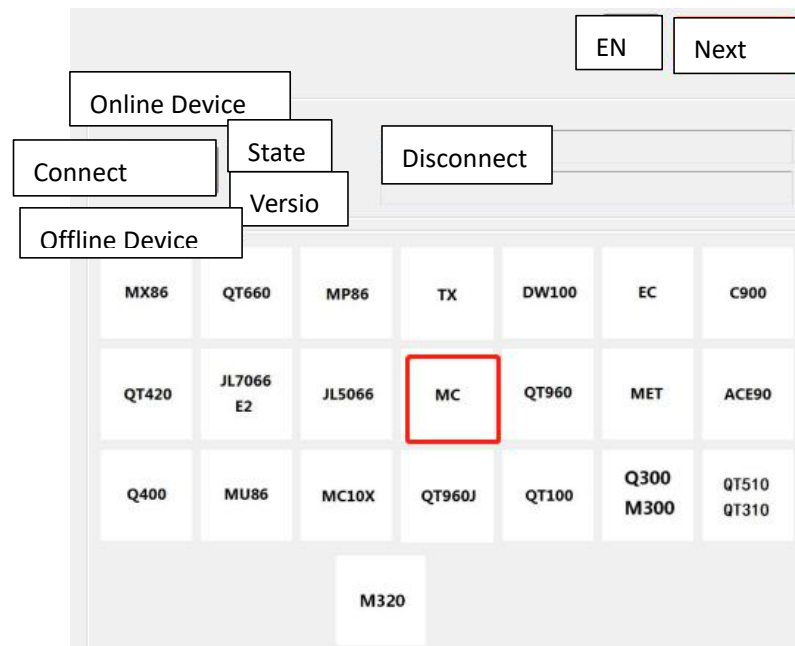 EN
Next
Online Device
State
Disconnect
Connect
Versio
Offline Device
MX86
QT660
MP86
TX
DW100
EC
C900
QT420
JL7066
E2
JL5066
MC
QT960
MET
ACE90
Q400
MU86
MC10X
QT960J
QT100
Q300
M300
QT510
QT310
M320